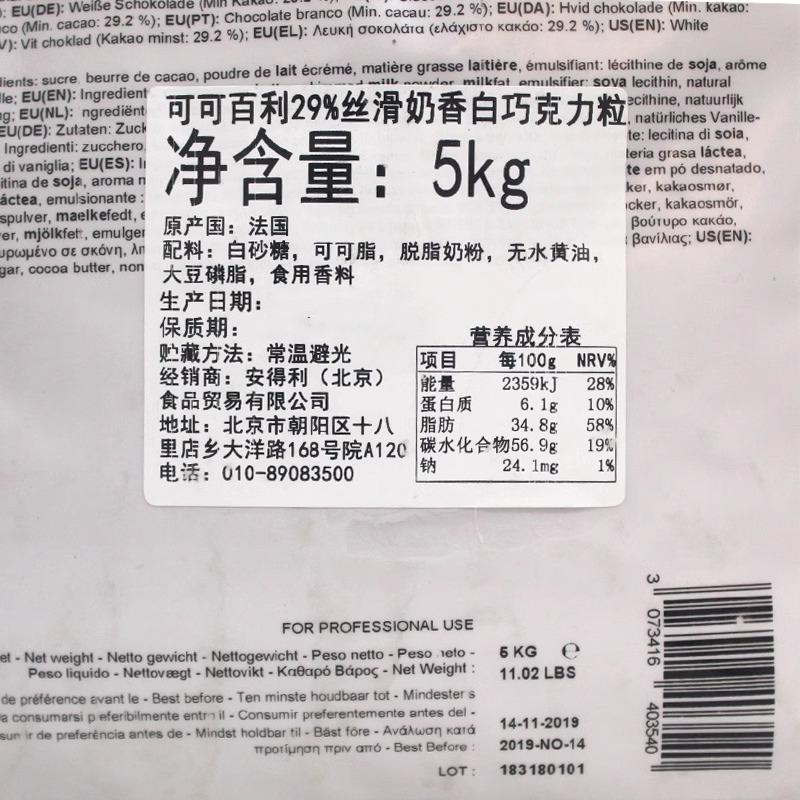 EU(DE): Weiße Schokolade (Min
); EU(PT): Chocolate branco (Min. cacau: 29.2 %); EU(DA): Hvid chokolade (Min. kakao:
co (Min. cacao: 29.2 %);
EU(EL): Λευκή σοκολάτα (ελάχιστο κακάο: 29.2 %); US(EN): White
V): Vit choklad (Kakao minst: 29.2 %);
sucre, beurre de cacao, poudre de lait écrémé, matière grasse laitière, émulsifiant: lécithine de soja, arôme
EU(EN): Ingredient
milk powder, milkfat, emulsifier: soya lecithin, natural
EU(NL):
lecithine, natuurlijk
EU(DE): Zutaten: Zuck
natürliches Vanille-
Ingredienti: zucchero
lecitina di soia,
di vaniglia; EU(ES):
grasa láctea,
de soja, aroma
em pó desnatado,
emulsionante :
kakaosmør,
maelkefedt,
kakaosmör,
mjölkfett, emulger
βούτυρο κακάο,
σε σκόνη,
βανίλιας; US(EN):
cocoa butter, non
可可百利29%丝滑奶香白巧克力粒
净含量：5kg
原产国：法国
配料：白砂糖，可可脂，脱脂奶粉，无水黄油，
大豆磷脂，食用香料
生产日期：
保质期：
贮藏方法：常温避光
经销商：安得利（北京）
食品贸易有限公司
地址：北京市朝阳区十八
里店乡大洋路168号院A120
电话：010-89083500
营养成分表
项目 每100g NRV%
能量 2359kJ 28%
蛋白质 6.1g 10%
脂肪 34.8g 58%
碳水化合物 56.9g 19%
钠 24.1mg 1%
FOR PROFESSIONAL USE
- Net weight - Netto gewicht - Nettogewicht - Peso netto - Peso neto - 5 KG ℮
Peso liquido - Nettovægt - Nettovikt - Καθαρό Βάρος - Net Weight : 11.02 LBS
de préférence avant le - Best before - Ten minste houdbaar tot - Mindestens
consumarsi preferibilmente entro il - Consumir preferentemente antes del -
de preferência antes de - Mindst holdbar til - Bäst före - Ανάλωση κατά 14-11-2019
προτίμηση πριν από - Best Before : 2019-NO-14
LOT : 183180101
3 073416 403540